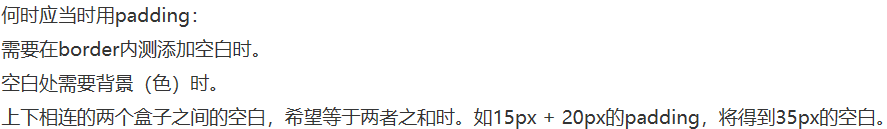 何时应当时用padding：
需要在border内测添加空白时。
空白处需要背景（色）时。
上下相连的两个盒子之间的空白，希望等于两者之和时。如15px + 20px的padding，将得到35px的空白。